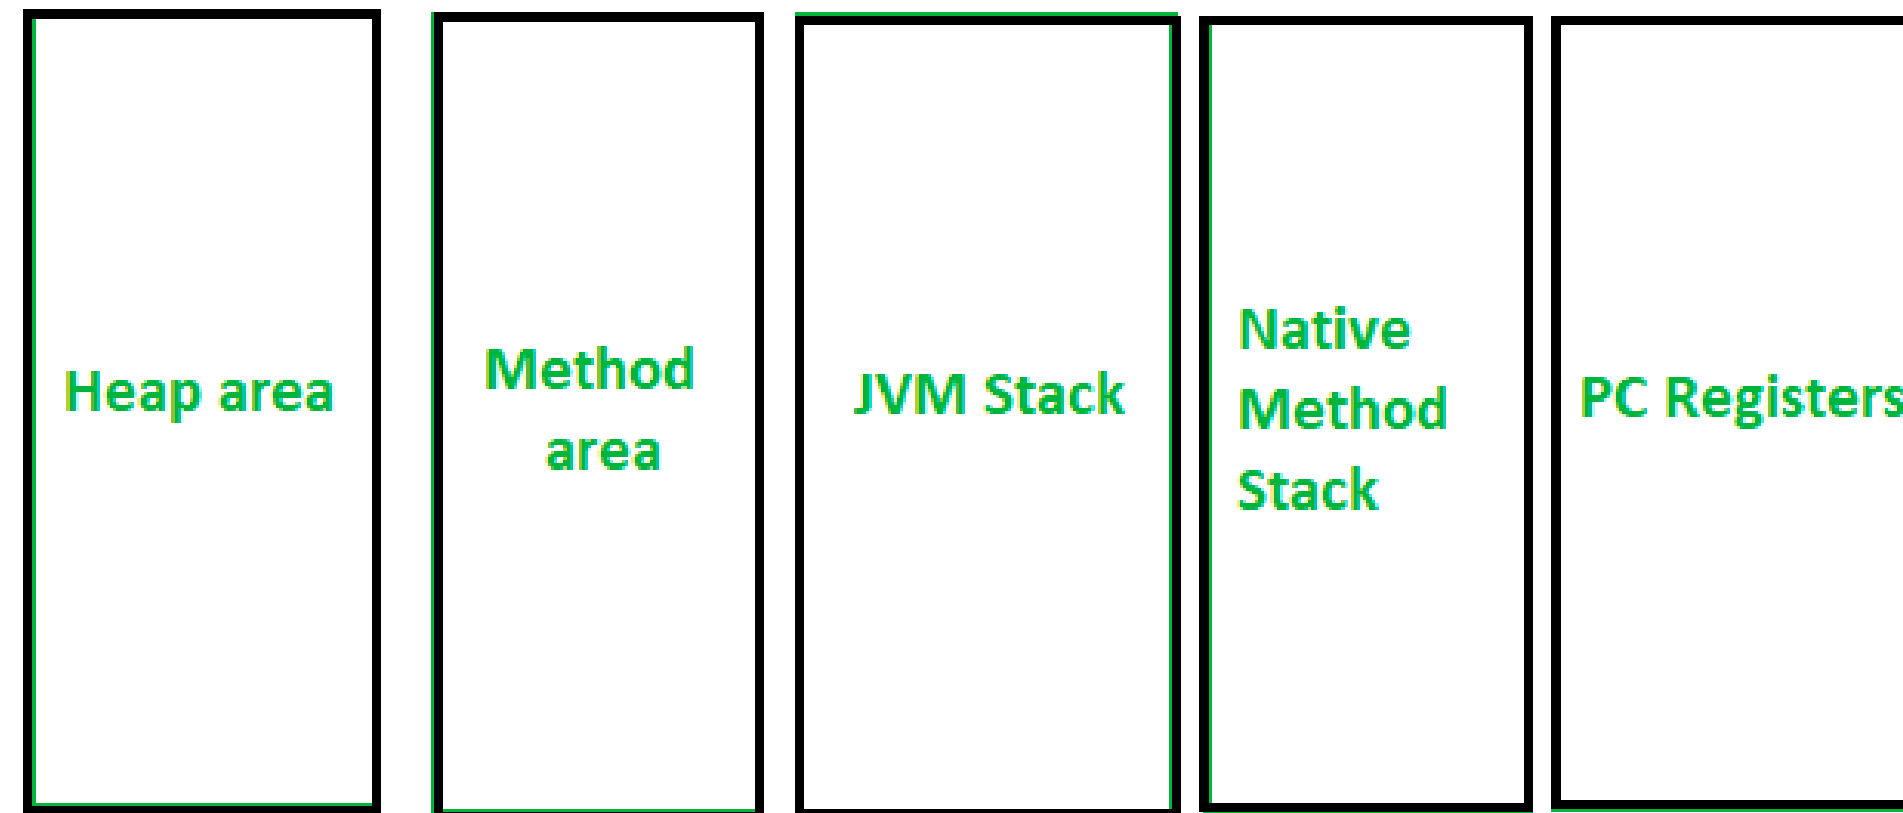 Heap area
Method
area
JVM Stack
Native
Method
Stack
PC Registers